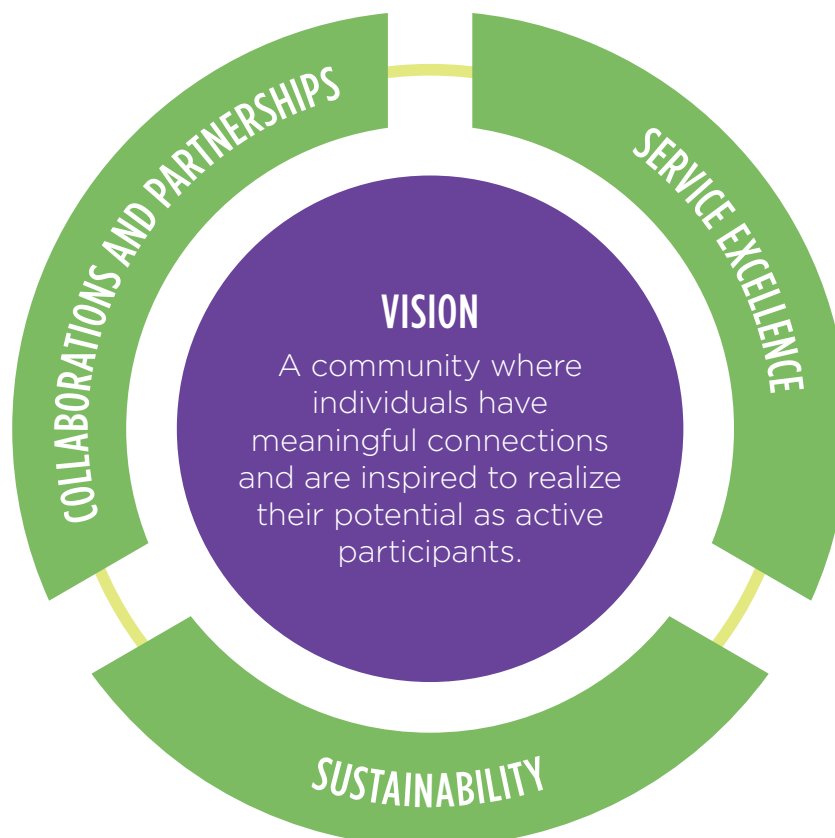 COLLABORATIONS AND PARTNERSHIPS
SERVICE EXCELLENCE
VISION
A community where
individuals have
meaningful connections
and are inspired to realize
their potential as active
participants.
SUSTAINABILITY